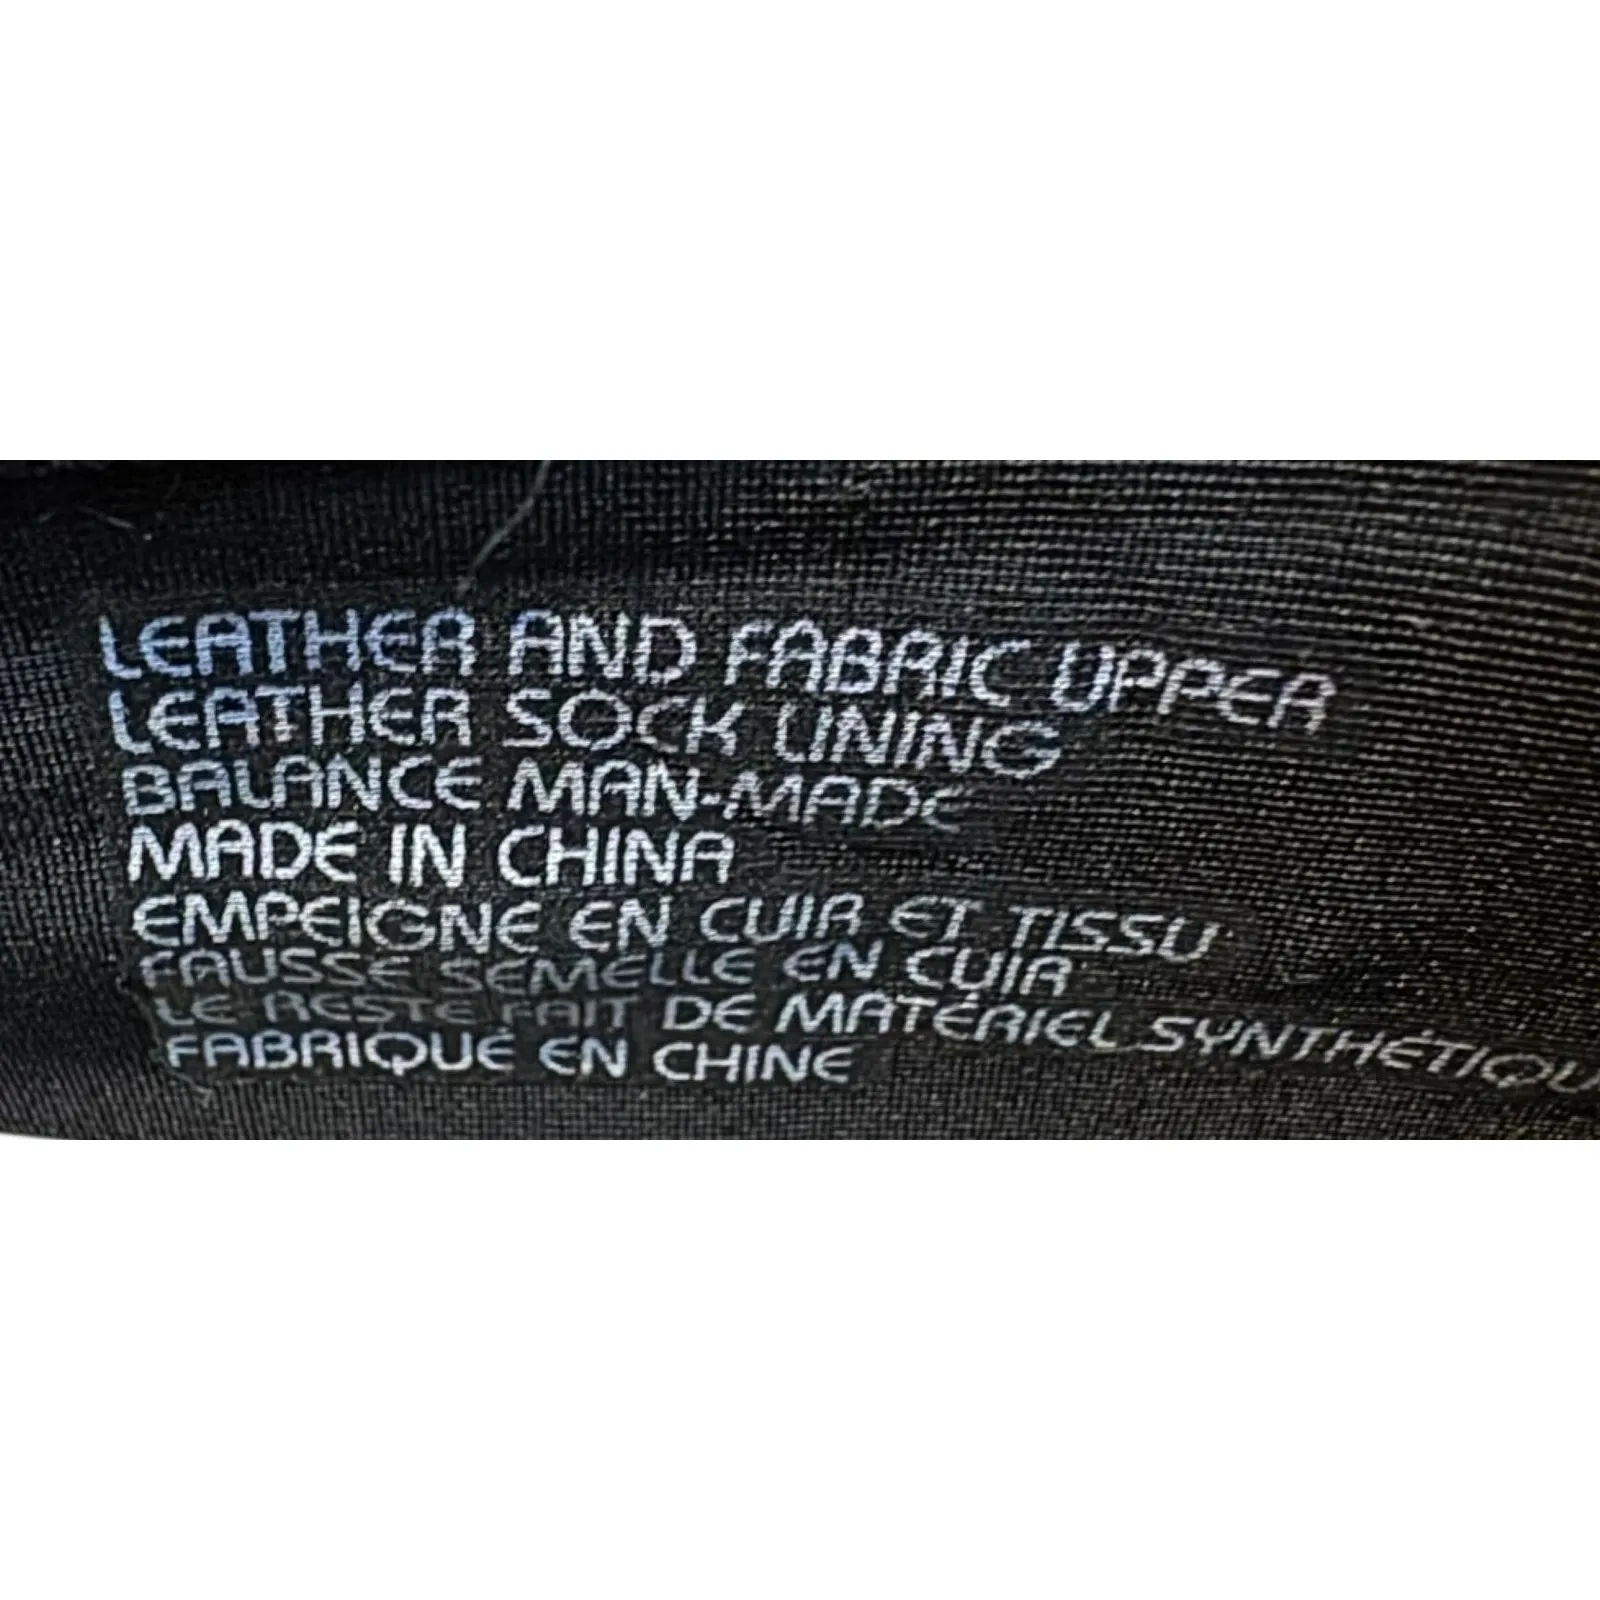 LEATHER AND FABRIC UPPER
LEATHER SOCK LINING
BALANCE MAN-MADE
MADE IN CHINA
EMPEIGNE EN CUIR ET TISSU
FAUSSE SEMELLE EN CUIR
LE RESTE FAIT DE MATÉRIEL SYNTHÉTIQU
FABRIQUÉ EN CHINE